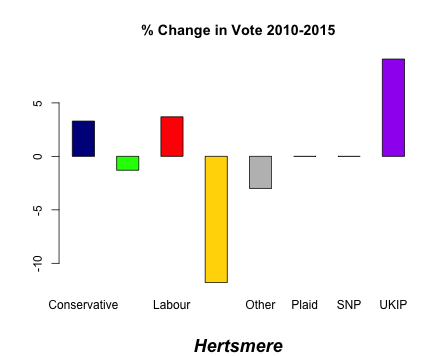 % Change in Vote 2010-2015
5
0
-5
-10
Conservative Labour Other Plaid SNP UKIP
Hertsmere